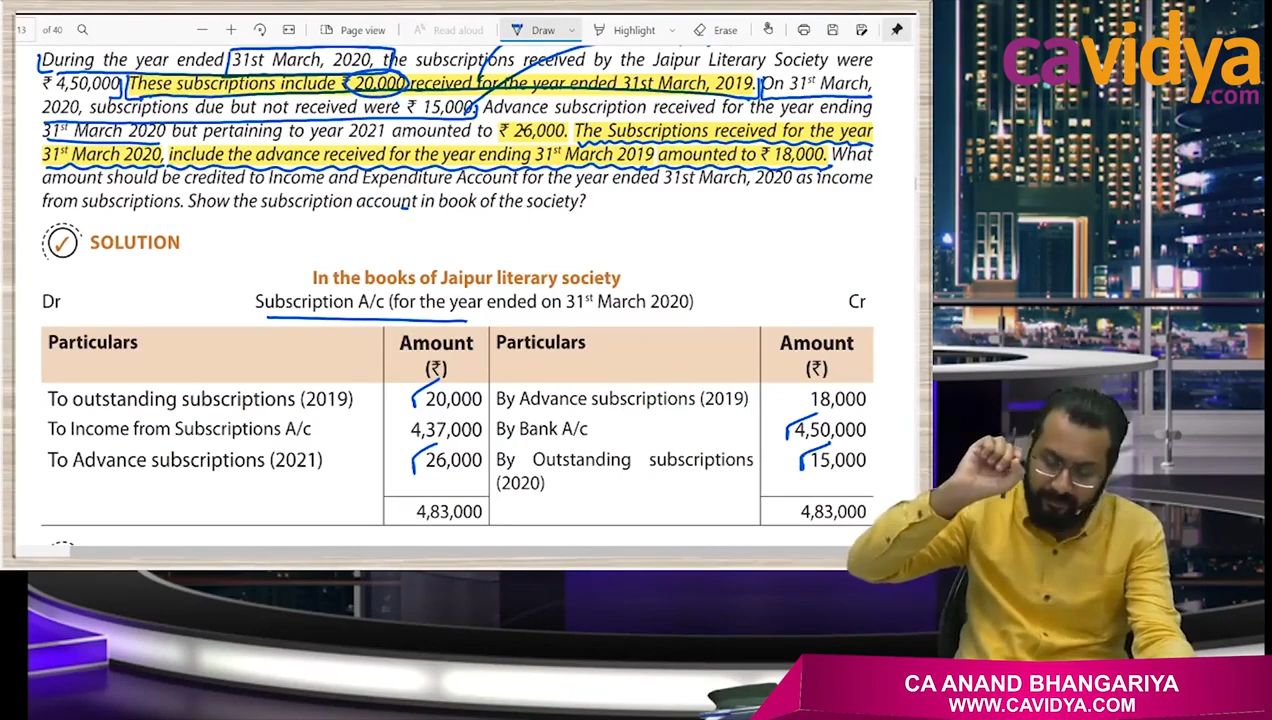 13 of 40 Page view Read aloud Draw Highlight Erase
cavidya
.com
During the year ended 31st March, 2020, the subscriptions received by the Jaipur Literary Society were
₹ 4,50,000 These subscriptions include ₹ 20,000 received for the year ended 31st March, 2019. On 31st March,
2020, subscriptions due but not received were ₹ 15,000. Advance subscription received for the year ending
31st March 2020 but pertaining to year 2021 amounted to ₹ 26,000. The Subscriptions received for the year
31st March 2020, include the advance received for the year ending 31st March 2019 amounted to ₹ 18,000. What
amount should be credited to Income and Expenditure Account for the year ended 31st March, 2020 as income
from subscriptions. Show the subscription account in book of the society?
SOLUTION
In the books of Jaipur literary society
Dr Subscription A/c (for the year ended on 31st March 2020) Cr
Particulars Amount Particulars Amount
(₹) (₹)
To outstanding subscriptions (2019) 20,000 By Advance subscriptions (2019) 18,000
To Income from Subscriptions A/c 4,37,000 By Bank A/c 4,50,000
To Advance subscriptions (2021) 26,000 By Outstanding subscriptions 15,000
(2020)
4,83,000 4,83,000
CA ANAND BHANGARIYA
WWW.CAVIDYA.COM